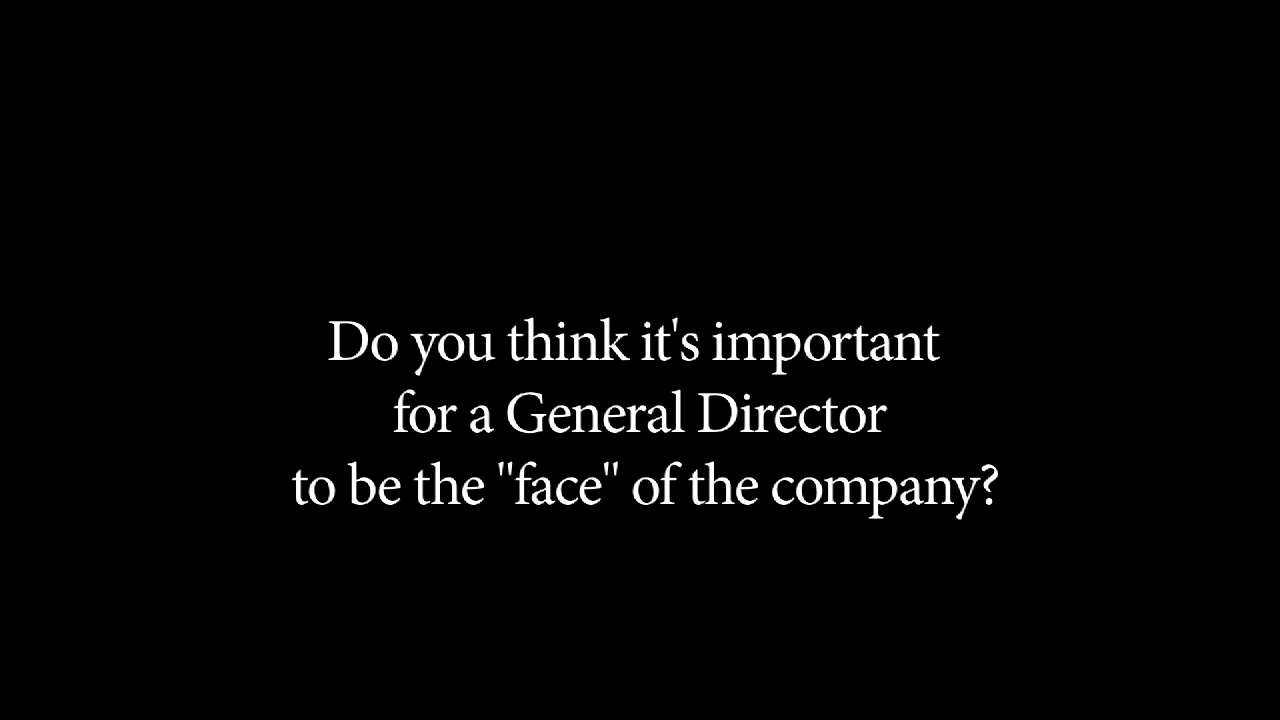 Do you think it's important
for a General Director
to be the "face" of the company?